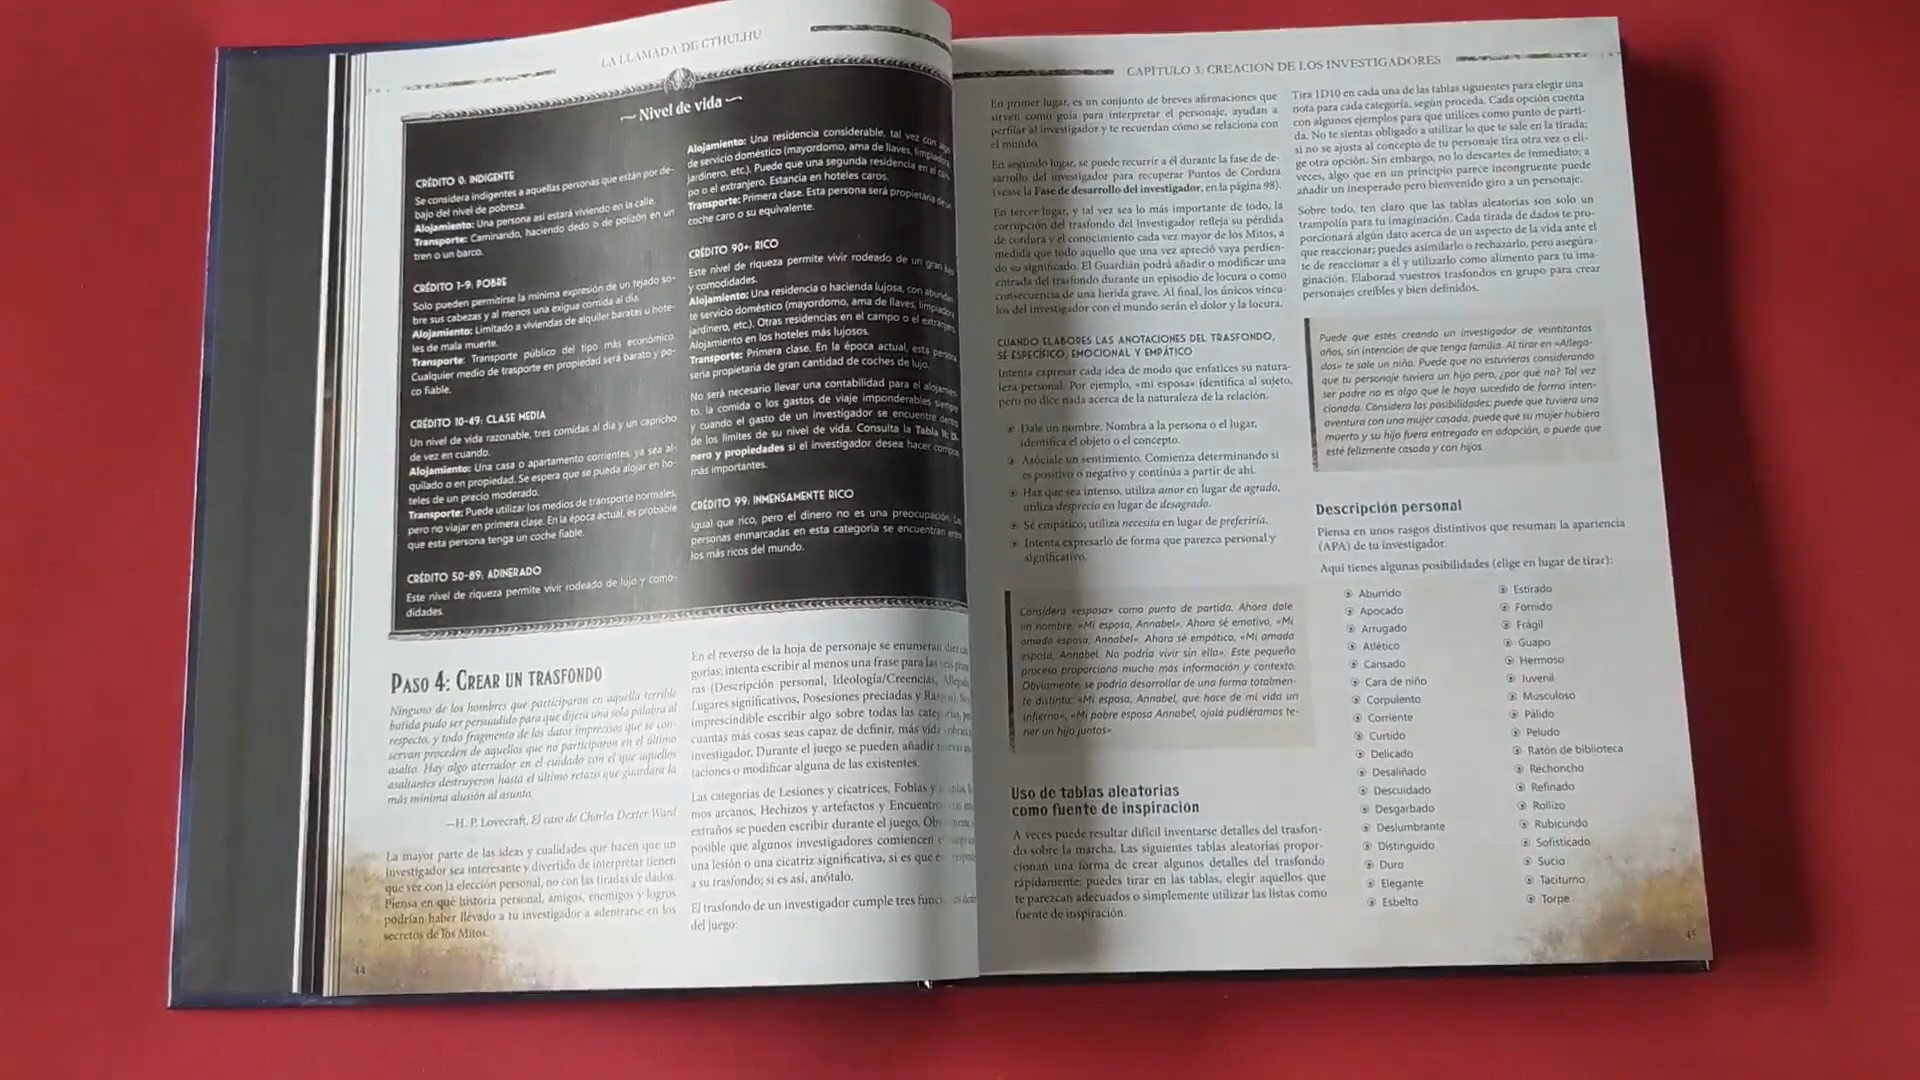 LA LLAMADA DE CTHULHU
Nivel de vida
CRÉDITO 0: INDIGENTE
Se considera indigentes a aquellas personas que están por de-
bajo del nivel de pobreza.
Alojamiento: Una persona así estará viviendo en la calle.
Transporte: Caminando, haciendo dedo o de polizón en un
tren o un barco.
CRÉDITO 1-9: POBRE
Solo pueden permitirse la mínima expresión de un tejado so-
bre sus cabezas y al menos una exigua comida al día.
Alojamiento: Limitado a viviendas de alquiler baratas u hote-
les de mala muerte.
Transporte: Transporte público del tipo más económico.
Cualquier medio de trasporte en propiedad será barato y po-
co fiable.
CRÉDITO 10-49: CLASE MEDIA
Un nivel de vida razonable, tres comidas al día y un capricho
de vez en cuando.
Alojamiento: Una casa o apartamento corrientes, ya sea al-
quilado o en propiedad. Se espera que se pueda alojar en ho-
teles de un precio moderado.
Transporte: Puede utilizar los medios de transporte normales,
pero no viajar en primera clase. En la época actual, es probable
que esta persona tenga un coche fiable.
CRÉDITO 50-89: ADINERADO
Este nivel de riqueza permite vivir rodeado de lujo y como-
didades.
Alojamiento: Una residencia considerable, tal vez con algo
de servicio doméstico (mayordomo, ama de llaves, limpiadora,
jardinero, etc.). Puede que una segunda residencia en el cam-
po o el extranjero. Estancia en hoteles caros.
Transporte: Primera clase. Esta persona será propietaria de un
coche caro o su equivalente.
CRÉDITO 90+: RICO
Este nivel de riqueza permite vivir rodeado de un gran lujo
y comodidades.
Alojamiento: Una residencia o hacienda lujosa, con abundan-
te servicio doméstico (mayordomo, ama de llaves, limpiadora,
jardinero, etc.). Otras residencias en el campo o el extranjero.
Alojamiento en los hoteles más lujosos.
Transporte: Primera clase. En la época actual, esta persona
sería propietaria de gran cantidad de coches de lujo.
No será necesario llevar una contabilidad para el alojamien-
to, la comida o los gastos de viaje imponderables siempre
y cuando el gasto de un investigador se encuentre dentro
de los límites de su nivel de vida. Consulta la Tabla II: Di-
nero y propiedades si el investigador desea hacer compras
más importantes.
CRÉDITO 99: INMENSAMENTE RICO
Igual que rico, pero el dinero no es una preocupación. Las
personas enmarcadas en esta categoría se encuentran entre
los más ricos del mundo.
PASO 4: CREAR UN TRASFONDO
Ninguno de los hombres que participaron en aquella terrible
batida pudo ser persuadido para que dijera una sola palabra al
respecto, y todo fragmento de los datos imprecisos que se con-
servan proceden de aquellos que no participaron en el último
asalto. Hay algo aterrador en el cuidado con el que aquellos
asaltantes destruyeron hasta el último retazo que guardara la
más mínima alusión al asunto.
—H. P. Lovecraft, El caso de Charles Dexter Ward
La mayor parte de las ideas y cualidades que hacen que un
investigador sea interesante y divertido de interpretar tienen
que ver con la elección personal, no con las tiradas de dados.
Piensa en qué historia personal, amigos, enemigos y logros
podrían haber llevado a tu investigador a adentrarse en los
secretos de los Mitos.
En el reverso de la hoja de personaje se enumeran diez ca-
gorías; intenta escribir al menos una frase para las seis prime-
ras (Descripción personal, Ideología/Creencias, Allegados,
Lugares significativos, Posesiones preciadas y Rasgos). No es
imprescindible escribir algo sobre todas las categorías, pero
cuantas más cosas seas capaz de definir, más vida cobrará
investigador. Durante el juego se pueden añadir nuevas ano-
taciones o modificar alguna de las existentes.
Las categorías de Lesiones y cicatrices, Fobias y manías,
mos arcanos, Hechizos y artefactos y Encuentros con entes
extraños se pueden escribir durante el juego. Obviamente, es
posible que algunos investigadores comiencen el juego con
una lesión o una cicatriz significativa, si es que es apropiado
a su trasfondo; si es así, anótalo.
El trasfondo de un investigador cumple tres funciones dentro
del juego:
44
CAPÍTULO 3: CREACIÓN DE LOS INVESTIGADORES
En primer lugar, es un conjunto de breves afirmaciones que
sirven como guía para interpretar el personaje, ayudan a
perfilar al investigador y te recuerdan cómo se relaciona con
el mundo.
En segundo lugar, se puede recurrir a él durante la fase de de-
sarrollo del investigador para recuperar Puntos de Cordura
(véase la Fase de desarrollo del investigador, en la página 98).
En tercer lugar, y tal vez sea lo más importante de todo, la
corrupción del trasfondo del investigador refleja su pérdida
de cordura y el conocimiento cada vez mayor de los Mitos, a
medida que todo aquello que una vez apreció vaya perdien-
do su significado. El Guardián podrá añadir o modificar una
entrada del trasfondo durante un episodio de locura o como
consecuencia de una herida grave. Al final, los únicos víncu-
los del investigador con el mundo serán el dolor y la locura.
CUANDO ELABORES LAS ANOTACIONES DEL TRASFONDO,
SÉ ESPECÍFICO, EMOCIONAL Y EMPÁTICO
Intenta expresar cada idea de modo que enfatices su natura-
leza personal. Por ejemplo, «mi esposa» identifica al sujeto,
pero no dice nada acerca de la naturaleza de la relación.
Dale un nombre. Nombra a la persona o el lugar,
identifica el objeto o el concepto.
Asóciale un sentimiento. Comienza determinando si
es positivo o negativo y continúa a partir de ahí.
Haz que sea intenso, utiliza amor en lugar de agrado,
utiliza desprecio en lugar de desagrado.
Sé empático; utiliza necesita en lugar de preferiría.
Intenta expresarlo de forma que parezca personal y
significativo.
Considera «esposa» como punto de partida. Ahora dale
un nombre, «Mi esposa, Annabel». Ahora sé emotivo, «Mi
amada esposa, Annabel». Ahora sé empático, «Mi amada
esposa, Annabel. No podría vivir sin ella». Este pequeño
proceso proporciona mucha más información y contexto.
Obviamente, se podría desarrollar de una forma totalmen-
te distinta: «Mi esposa, Annabel, que hace de mi vida un
infierno», «Mi pobre esposa Annabel, ojalá pudiéramos te-
ner un hijo juntos»
Uso de tablas aleatorias
como fuente de inspiración
A veces puede resultar difícil inventarse detalles del trasfon-
do sobre la marcha. Las siguientes tablas aleatorias propor-
cionan una forma de crear algunos detalles del trasfondo
rápidamente; puedes tirar en las tablas, elegir aquellos que
te parezcan adecuados o simplemente utilizar las listas como
fuente de inspiración.
Tira 1D10 en cada una de las tablas siguientes para elegir una
nota para cada categoría, según proceda. Cada opción cuenta
con algunos ejemplos para que utilices como punto de parti-
da. No te sientas obligado a utilizar lo que te sale en la tirada;
si no se ajusta al concepto de tu personaje tira otra vez o eli-
ge otra opción. Sin embargo, no lo descartes de inmediato; a
veces, algo que en un principio parece incongruente puede
añadir un inesperado pero bienvenido giro a un personaje.
Sobre todo, ten claro que las tablas aleatorias son solo un
trampolín para tu imaginación. Cada tirada de dados te pro-
porcionará algún dato acerca de un aspecto de la vida ante el
que reaccionar; puedes asimilarlo o rechazarlo, pero asegúra-
te de reaccionar a él y utilizarlo como alimento para tu ima-
ginación. Elaborad vuestros trasfondos en grupo para crear
personajes creíbles y bien definidos.
Puede que estés creando un investigador de veintitantos
años, sin intención de que tenga familia. Al tirar en «Allega-
dos» te sale un niño. Puede que no estuvieras considerando
que tu personaje tuviera un hijo pero, ¿por qué no? Tal vez
ser padre no es algo que le haya sucedido de forma inten-
cionada. Considera las posibilidades: puede que tuviera una
aventura con una mujer casada, puede que su mujer hubiera
muerto y su hijo fuera entregado en adopción, o puede que
esté felizmente casado y con hijos.
Descripción personal
Piensa en unos rasgos distintivos que resuman la apariencia
(APA) de tu investigador.
Aquí tienes algunas posibilidades (elige en lugar de tirar):
Aburrido
Apocado
Arrugado
Atlético
Cansado
Cara de niño
Corpulento
Corriente
Curtido
Delicado
Desaliñado
Descuidado
Desgarbado
Deslumbrante
Distinguido
Duro
Elegante
Esbelto
Estirado
Fornido
Frágil
Guapo
Hermoso
Juvenil
Musculoso
Pálido
Peludo
Ratón de biblioteca
Rechoncho
Refinado
Rollizo
Rubicundo
Sofisticado
Sucio
Taciturno
Torpe
45